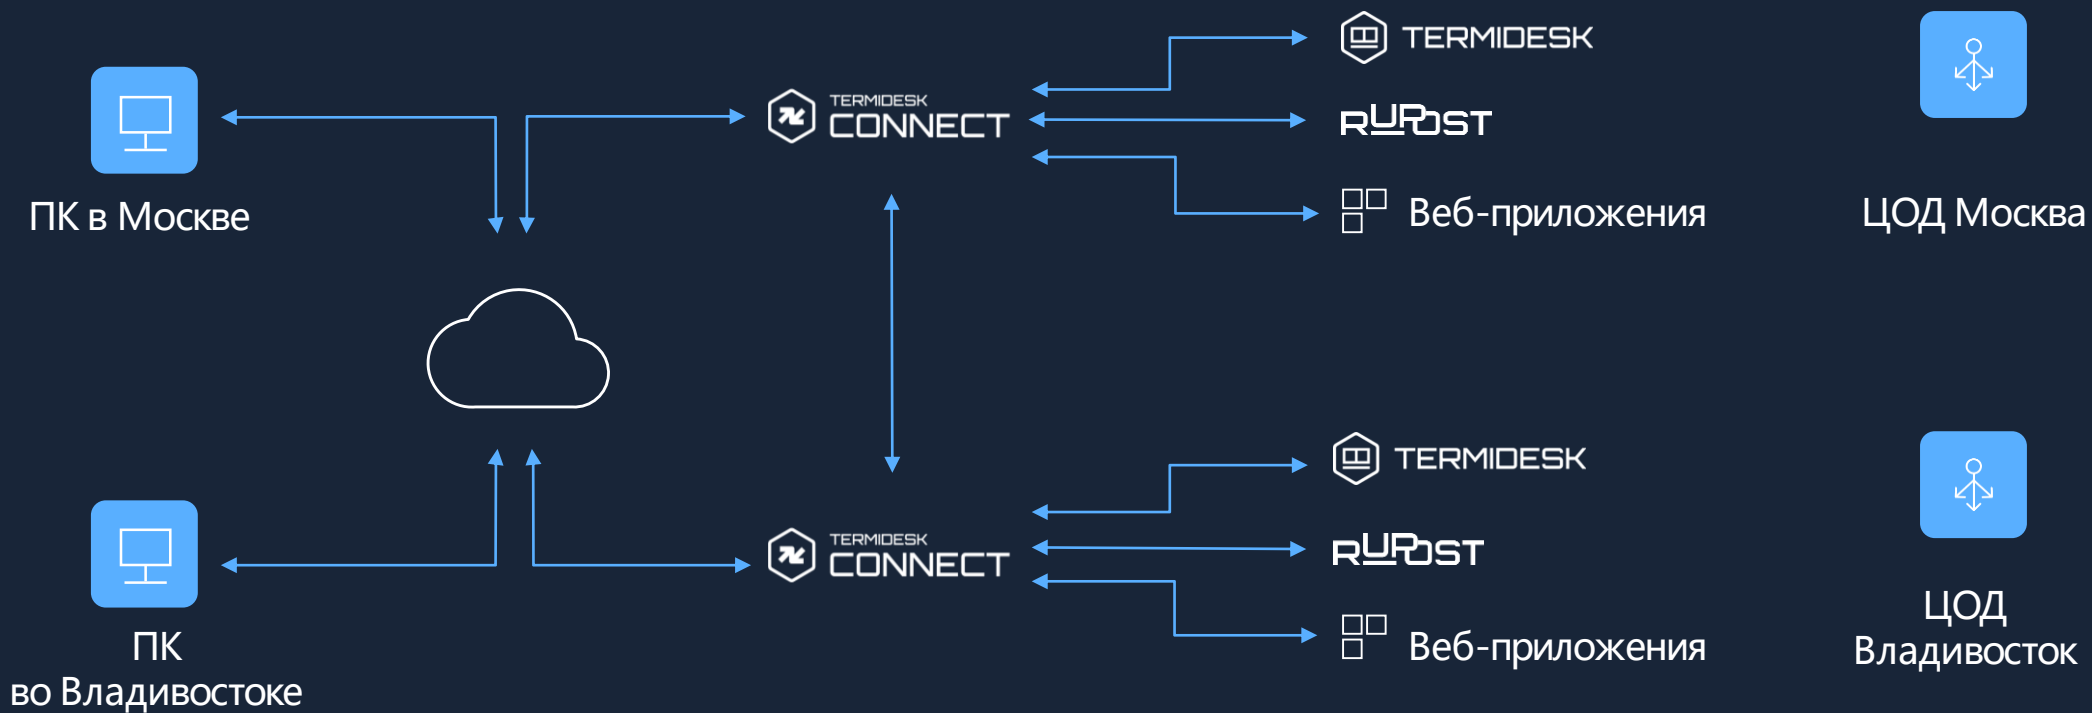 ПК в Москве
TERMIDESK
CONNECT
TERMIDESK
RUPOST
Веб-приложения
ЦОД Москва
ПК
во Владивостоке
TERMIDESK
CONNECT
TERMIDESK
RUPOST
Веб-приложения
ЦОД
Владивосток